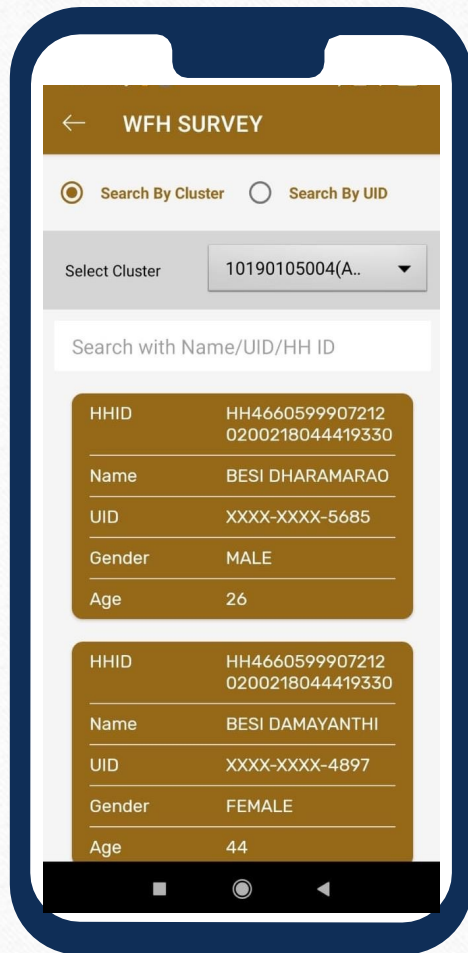 WFH SURVEY
Search By Cluster Search By UID
Select Cluster 10190105004(A..
Search with Name/UID/HH ID
HHID HH4660599907212
0200218044419330
Name BESI DHARAMARAO
UID XXXX-XXXX-5685
Gender MALE
Age 26
HHID HH4660599907212
0200218044419330
Name BESI DAMAYANTHI
UID XXXX-XXXX-4897
Gender FEMALE
Age 44